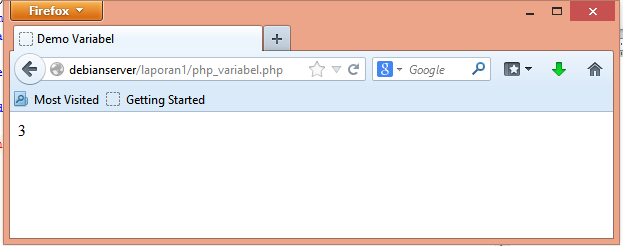 Firefox
Demo Variabel
debianserver/laporan1/php_variabel.php
Google
Most Visited
Getting Started
3